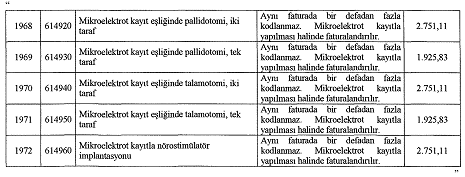 “
1968 614920 Mikroelektrot kayıt eşliğinde pallidotomi, iki taraf Aynı faturada bir defadan fazla kodlanmaz. Mikroelektrot kayıtla yapılması halinde faturalandırılır. 2.751,11
1969 614930 Mikroelektrot kayıt eşliğinde pallidotomi, tek taraf Aynı faturada bir defadan fazla kodlanmaz. Mikroelektrot kayıtla yapılması halinde faturalandırılır. 1.925,83
1970 614940 Mikroelektrot kayıt eşliğinde talamotomi, iki taraf Aynı faturada bir defadan fazla kodlanmaz. Mikroelektrot kayıtla yapılması halinde faturalandırılır. 2.751,11
1971 614950 Mikroelektrot kayıt eşliğinde talamotomi, tek taraf Aynı faturada bir defadan fazla kodlanmaz. Mikroelektrot kayıtla yapılması halinde faturalandırılır. 1.925,83
1972 614960 Mikroelektrot kayıtla nörostimülatör implantasyonu Aynı faturada bir defadan fazla kodlanmaz. Mikroelektrot kayıtla yapılması halinde faturalandırılır. 2.751,11
”